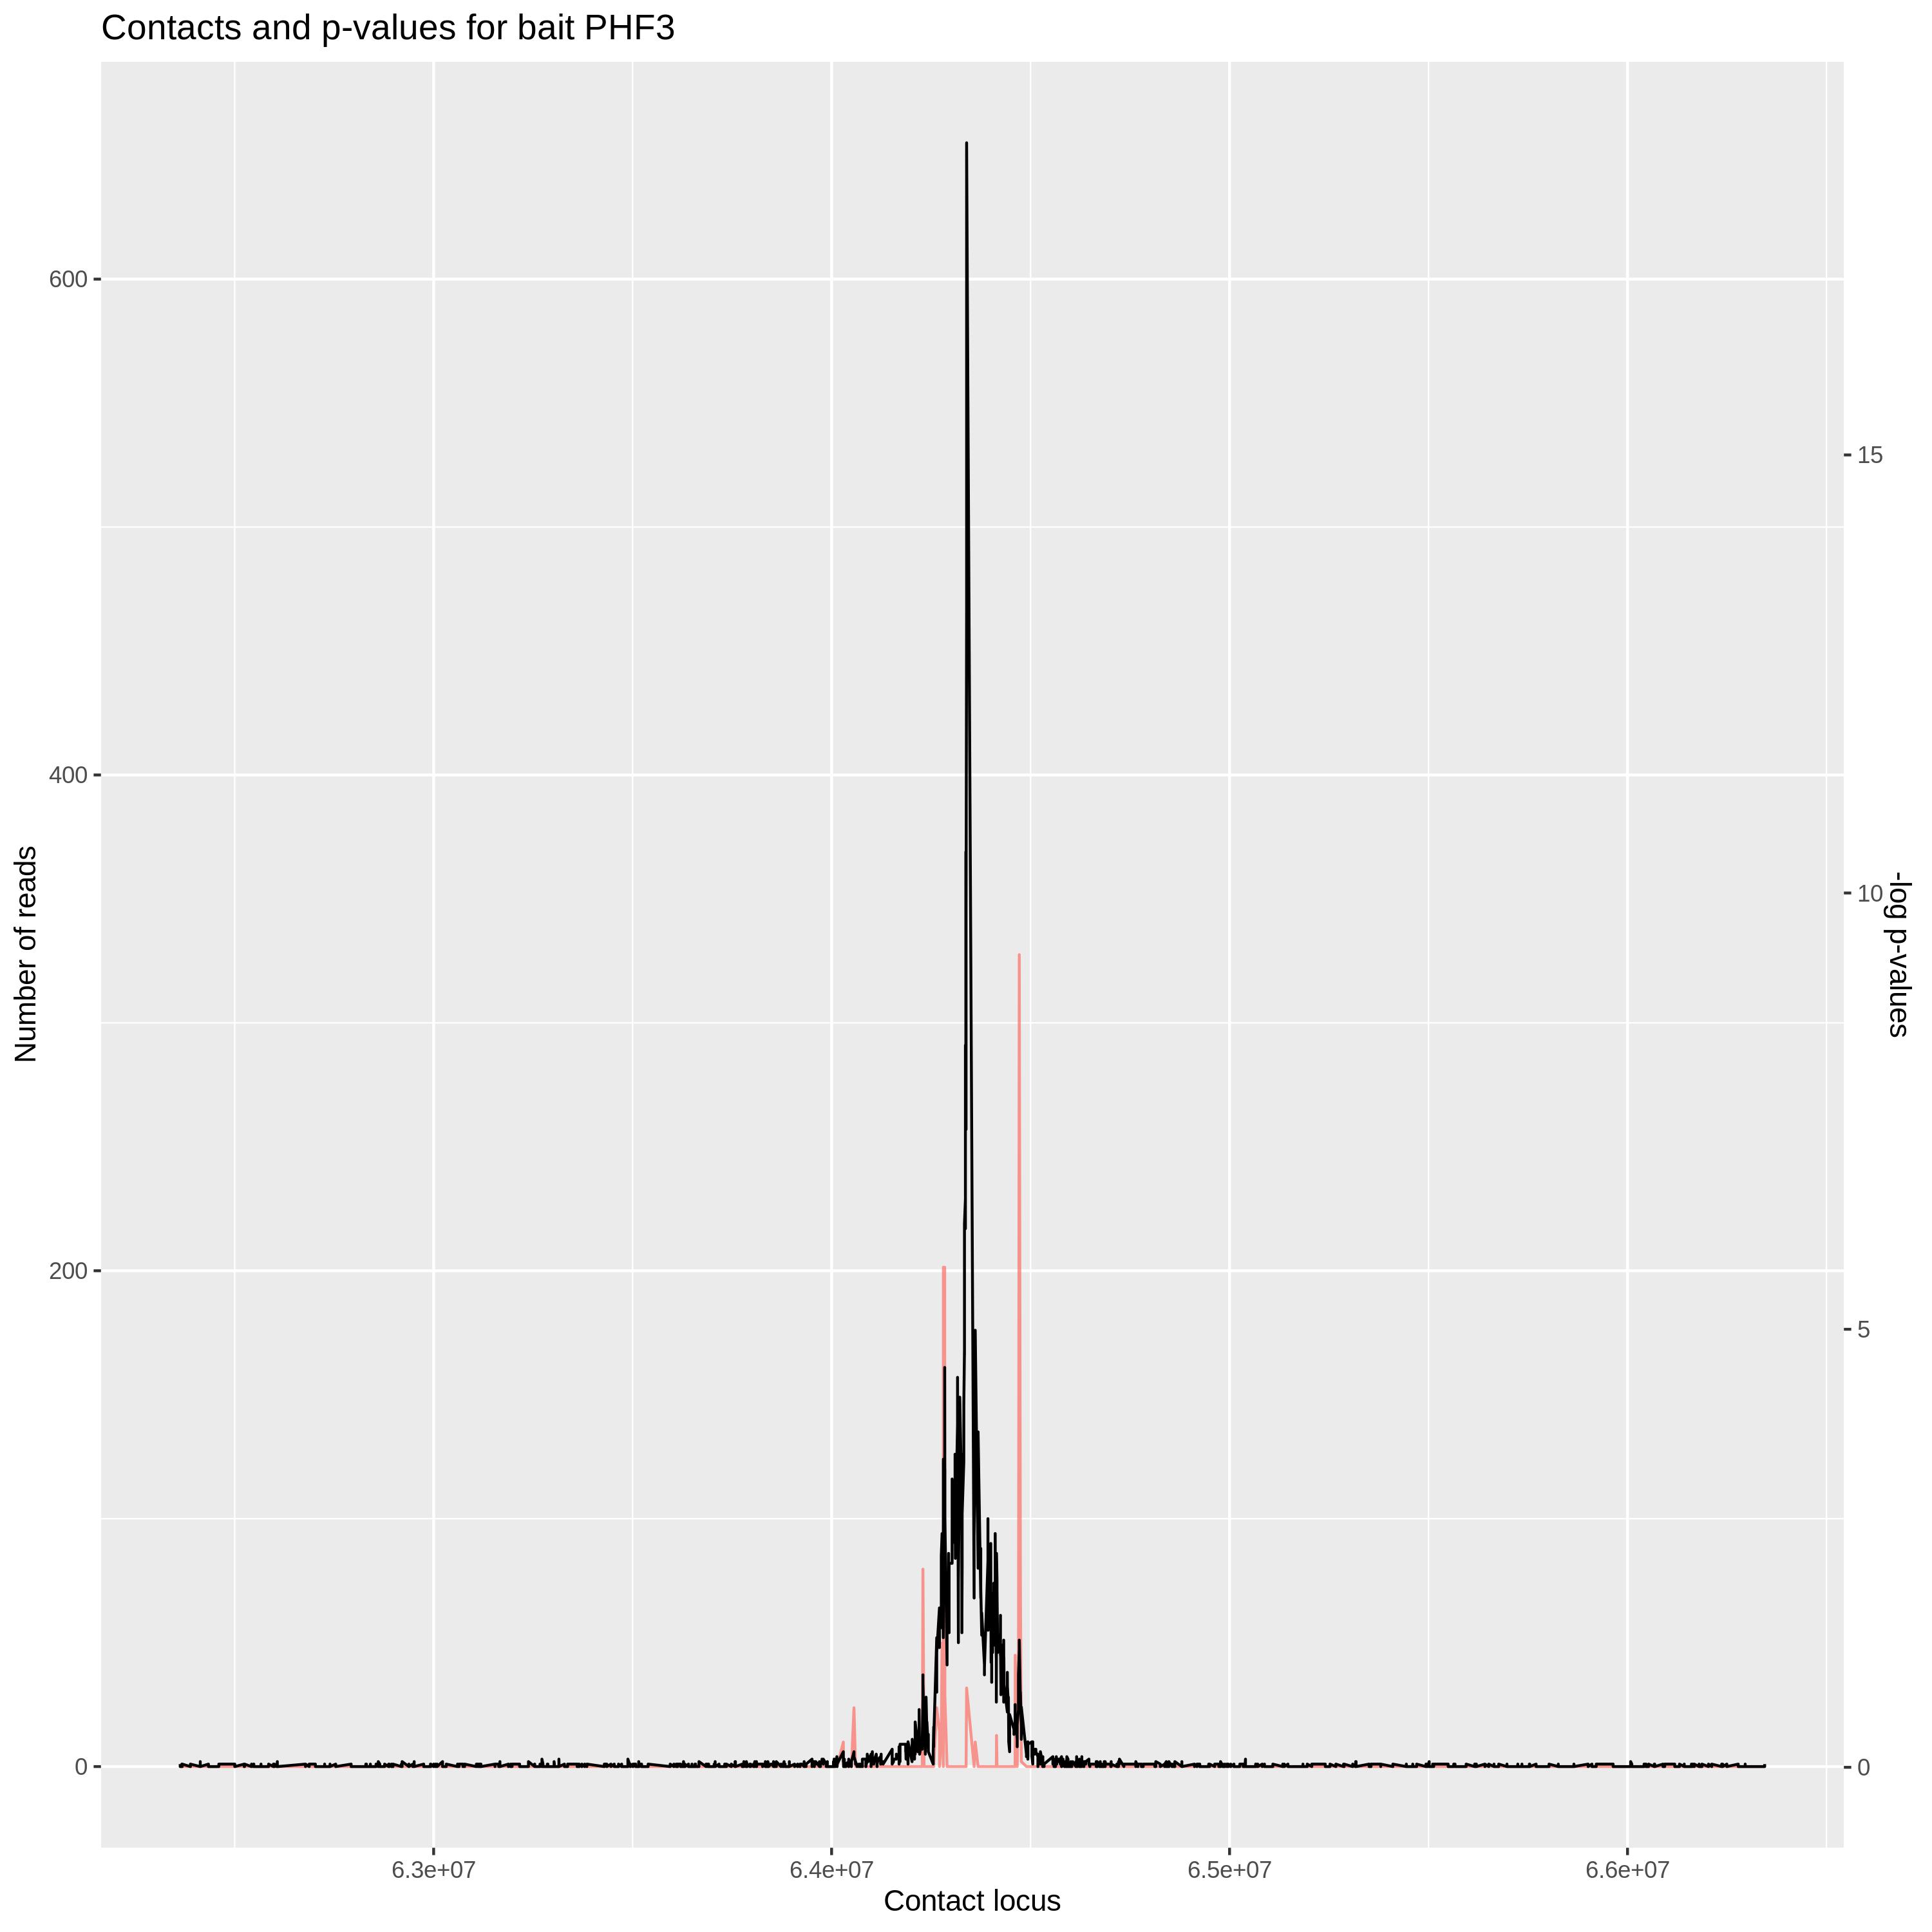 Contacts and p-values for bait PHF3
600
400
200
0
Number of reads
15
10
5
0
-log p-values
6.3e+07
6.4e+07
6.5e+07
6.6e+07
Contact locus